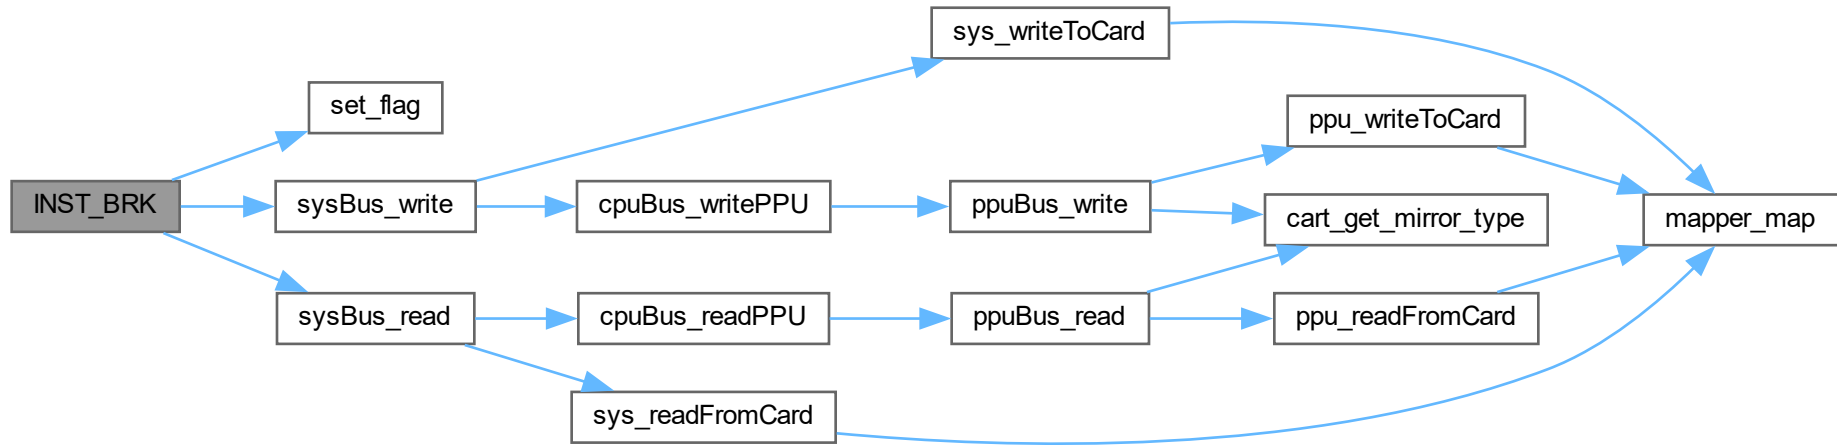 INST_BRK
set_flag
sysBus_write
sysBus_read
sys_writeToCard
cpuBus_writePPU
cpuBus_readPPU
sys_readFromCard
ppuBus_write
ppuBus_read
ppu_writeToCard
cart_get_mirror_type
ppu_readFromCard
mapper_map